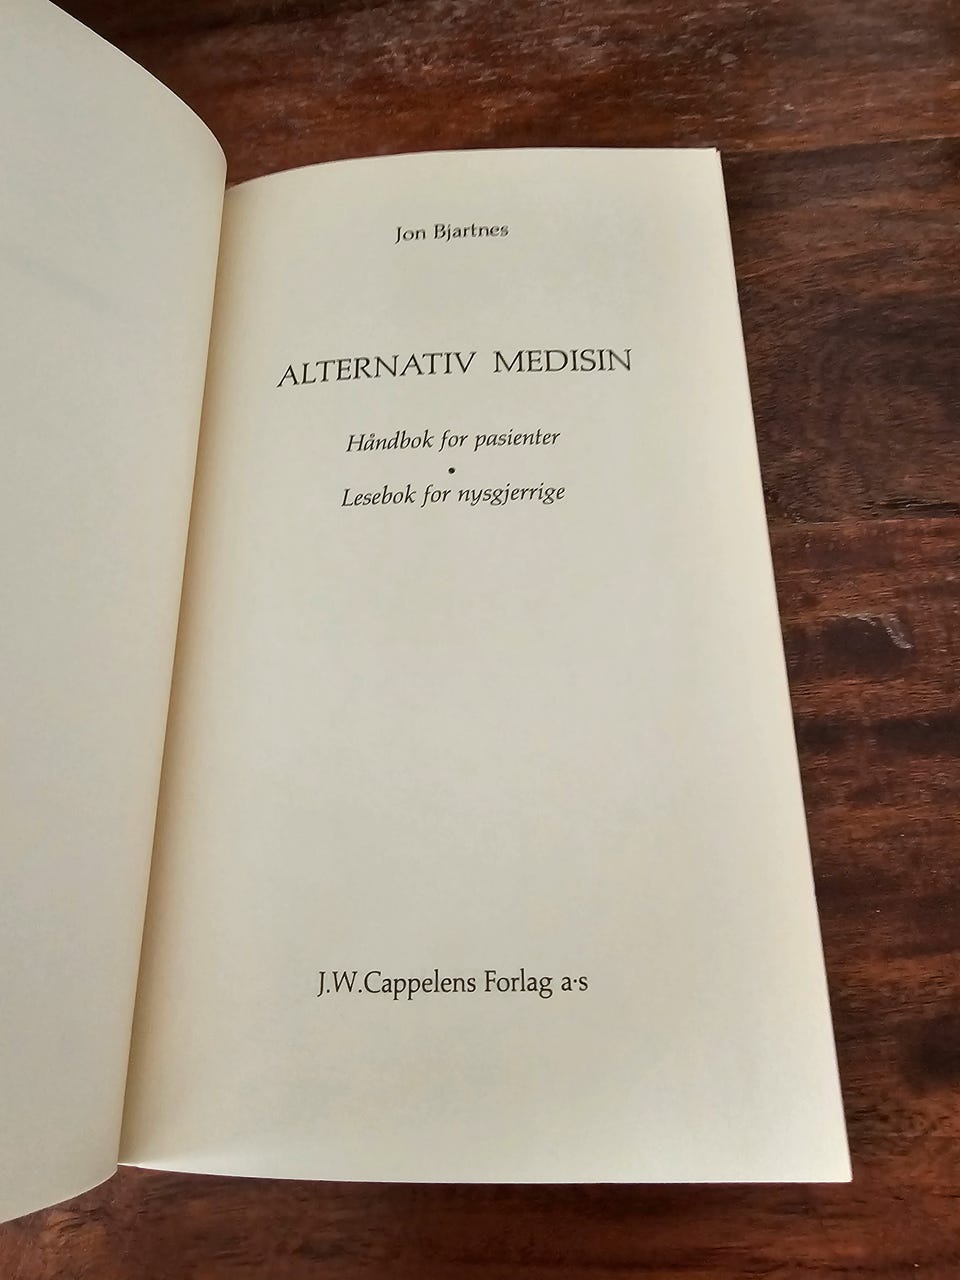 Jon Bjartnes
ALTERNATIV MEDISIN
Håndbok for pasienter
•
Lesebok for nysgjerrige
J.W.Cappelens Forlag a·s